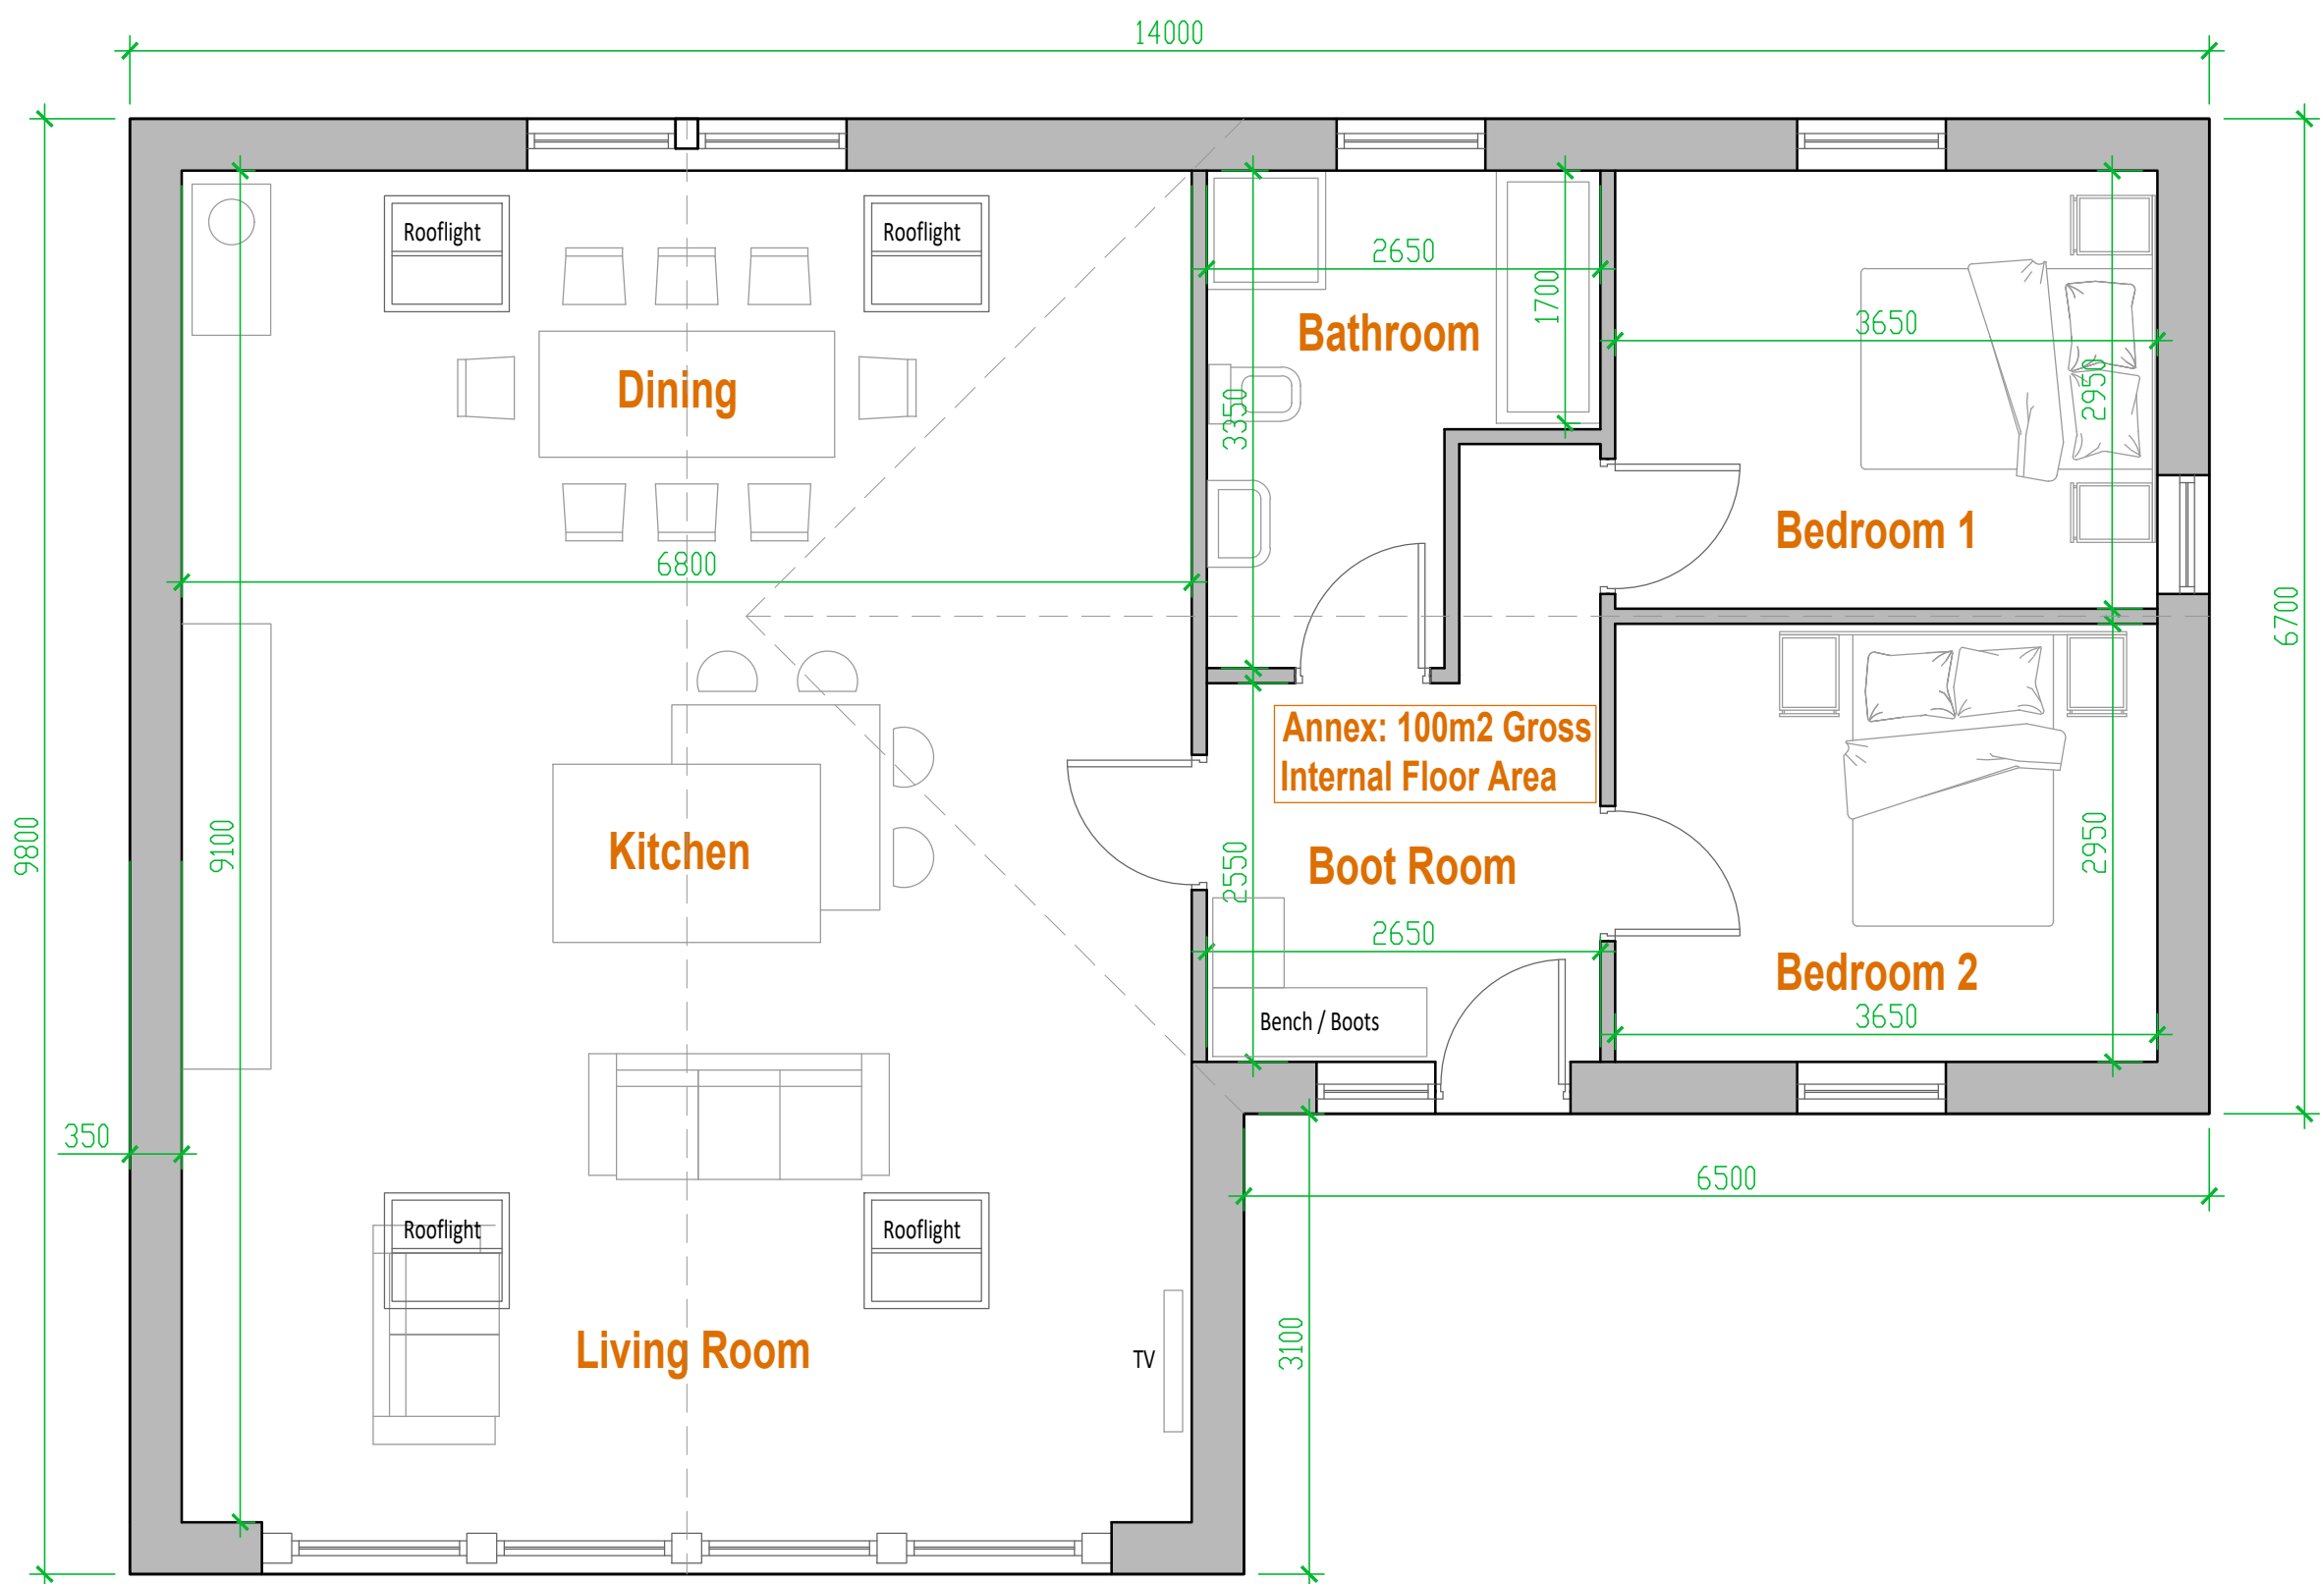 14000
Rooflight
Rooflight
2650
1700
Bathroom
3650
Dining
3350
2950
Bedroom 1
6800
6700
Annex: 100m2 Gross
Internal Floor Area
9800
9100
Kitchen
2550
Boot Room
2950
2650
Bedroom 2
Bench / Boots
3650
350
6500
Rooflight
Rooflight
3100
Living Room
TV